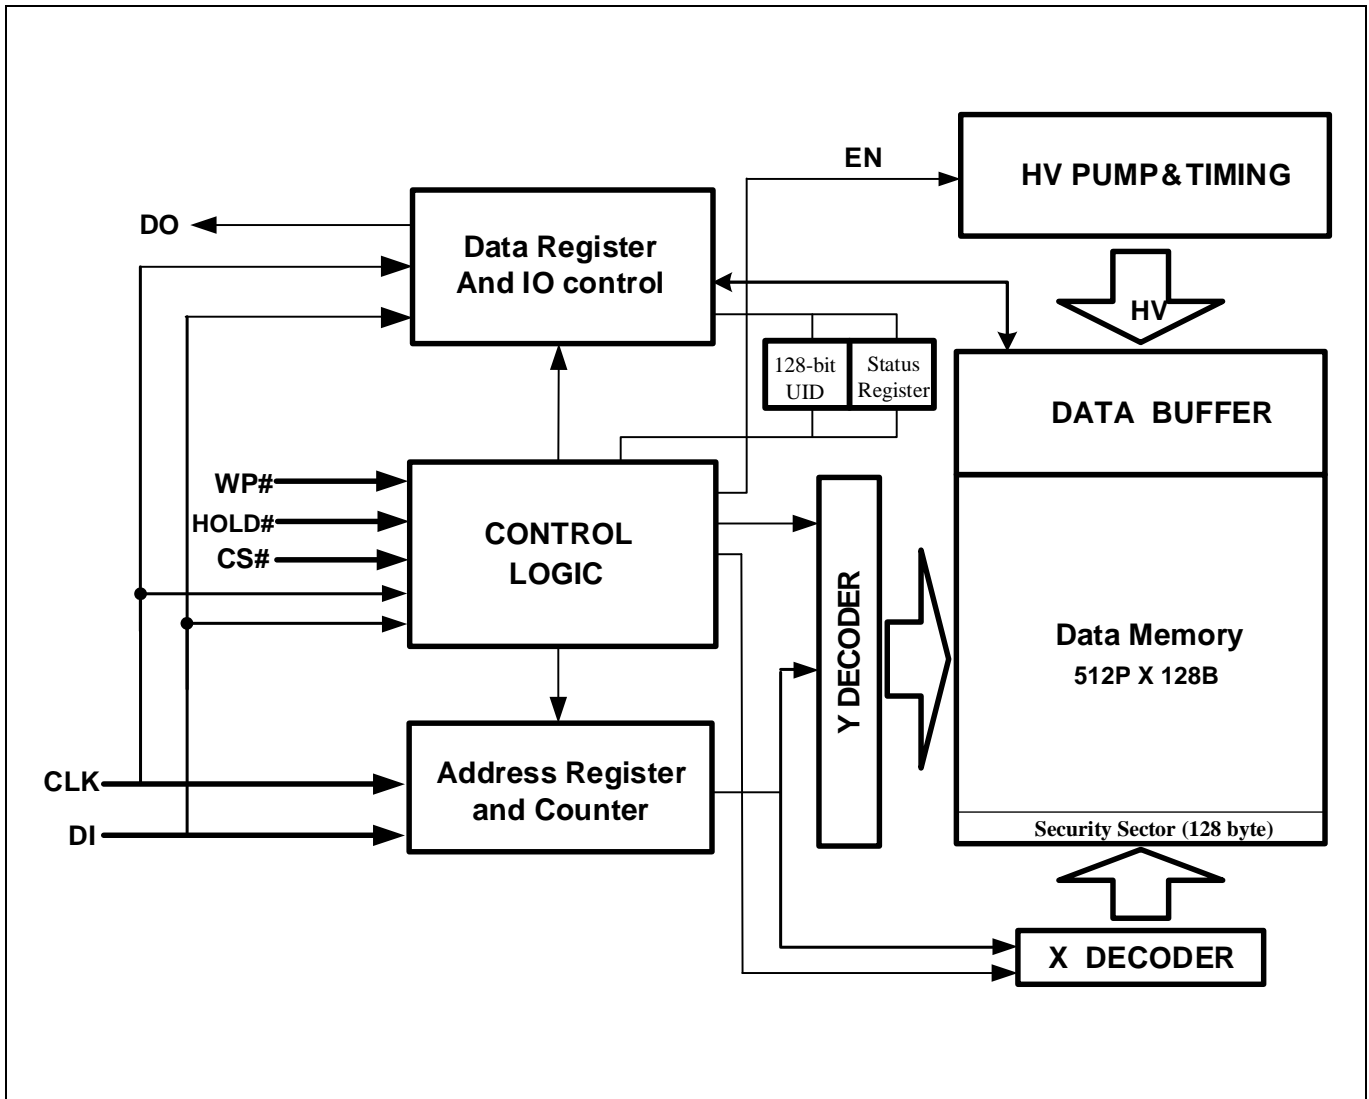 EN
HV PUMP&TIMING
DO
Data Register
And IO control
HV
128-bit
UID
Status
Register
DATA BUFFER
WP#
HOLD#
CS#
CONTROL
LOGIC
Y DECODER
Data Memory
512P X 128B
CLK
DI
Address Register
and Counter
Security Sector (128 byte)
X DECODER